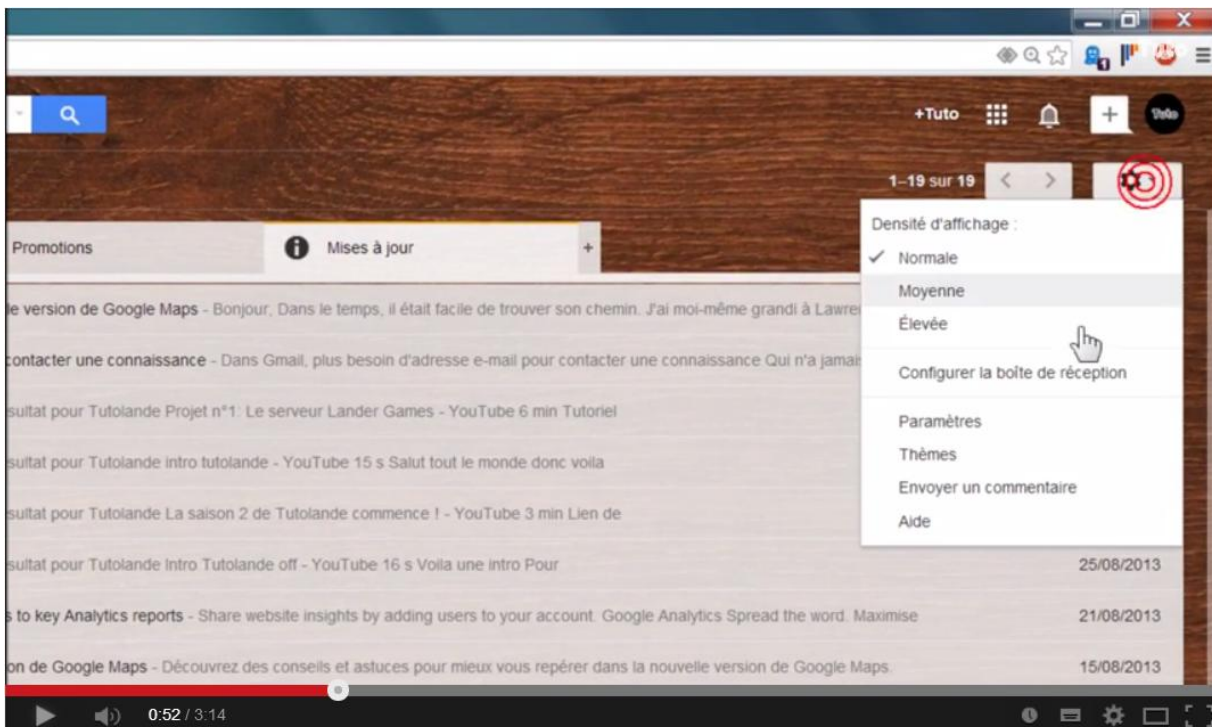 +Tuto
Tuto
1–19 sur 19
Promotions
Mises à jour
+
Densité d'affichage :
Normale
Moyenne
Élevée
Configurer la boîte de réception
Paramètres
Thèmes
Envoyer un commentaire
Aide
le version de Google Maps - Bonjour, Dans le temps, il était facile de trouver son chemin. J'ai moi-même grandi à Lawre
contacter une connaissance - Dans Gmail, plus besoin d'adresse e-mail pour contacter une connaissance Qui n'a jamai
sultat pour Tutolande Projet n°1: Le serveur Lander Games - YouTube 6 min Tutoriel
sultat pour Tutolande intro tutolande - YouTube 15 s Salut tout le monde donc voila
sultat pour Tutolande La saison 2 de Tutolande commence ! - YouTube 3 min Lien de
sultat pour Tutolande Intro Tutolande off - YouTube 16 s Voila une intro Pour 25/08/2013
s to key Analytics reports - Share website insights by adding users to your account. Google Analytics Spread the word. Maximise 21/08/2013
on de Google Maps - Découvrez des conseils et astuces pour mieux vous repérer dans la nouvelle version de Google Maps. 15/08/2013
0:52 / 3:14